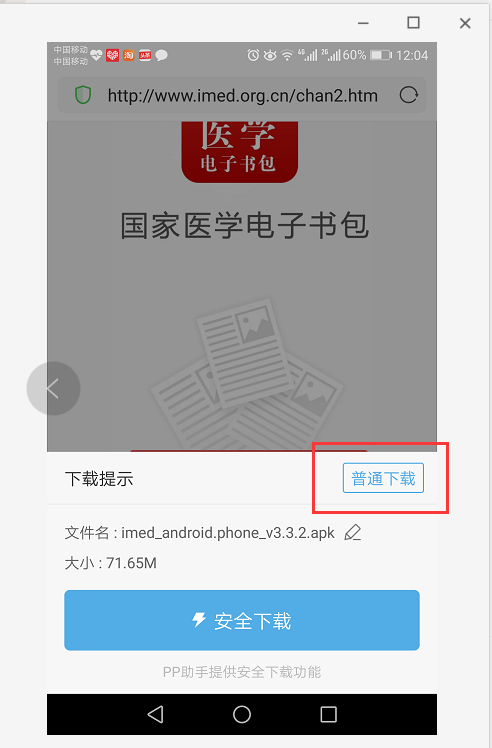 中国移动
中国移动
4G 2G 60% 12:04
http://www.imed.org.cn/chan2.htm
医学
电子书包
国家医学电子书包
下载提示 普通下载
文件名 : imed_android.phone_v3.3.2.apk
大小 : 71.65M
安全下载
PP助手提供安全下载功能